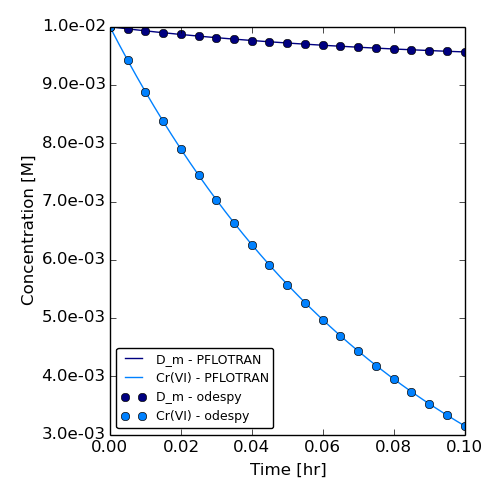 1.0e-02
9.0e-03
8.0e-03
7.0e-03
6.0e-03
5.0e-03
4.0e-03
3.0e-03
Concentration [M]
D_m - PFLOTRAN
Cr(VI) - PFLOTRAN
D_m - odespy
Cr(VI) - odespy
0.00 0.02 0.04 0.06 0.08 0.10
Time [hr]